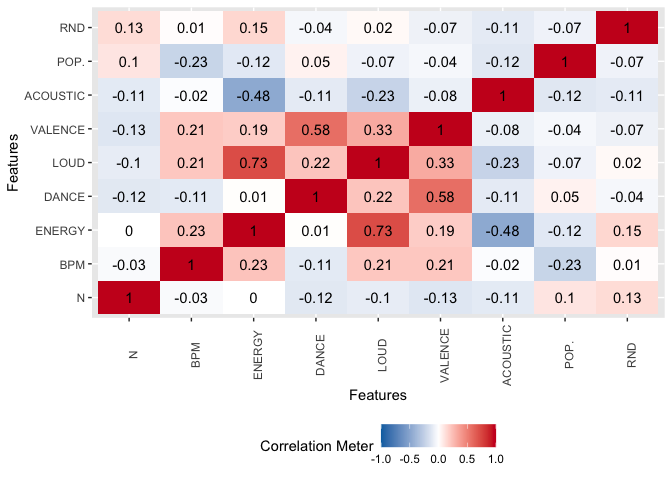 RND 0.13 0.01 0.15 -0.04 0.02 -0.07 -0.11 -0.07 1
POP. 0.1 -0.23 -0.12 0.05 -0.07 -0.04 -0.12 1 -0.07
ACOUSTIC -0.11 -0.02 -0.48 -0.11 -0.23 -0.08 1 -0.12 -0.11
VALENCE -0.13 0.21 0.19 0.58 0.33 1 -0.08 -0.04 -0.07
LOUD -0.1 0.21 0.73 0.22 1 0.33 -0.23 -0.07 0.02
DANCE -0.12 -0.11 0.01 1 0.22 0.58 -0.11 0.05 -0.04
ENERGY 0 0.23 1 0.01 0.73 0.19 -0.48 -0.12 0.15
BPM -0.03 1 0.23 -0.11 0.21 0.21 -0.02 -0.23 0.01
N 1 -0.03 0 -0.12 -0.1 -0.13 -0.11 0.1 0.13
Features
N BPM ENERGY DANCE LOUD VALENCE ACOUSTIC POP. RND
Features
Correlation Meter
-1.0 -0.5 0.0 0.5 1.0